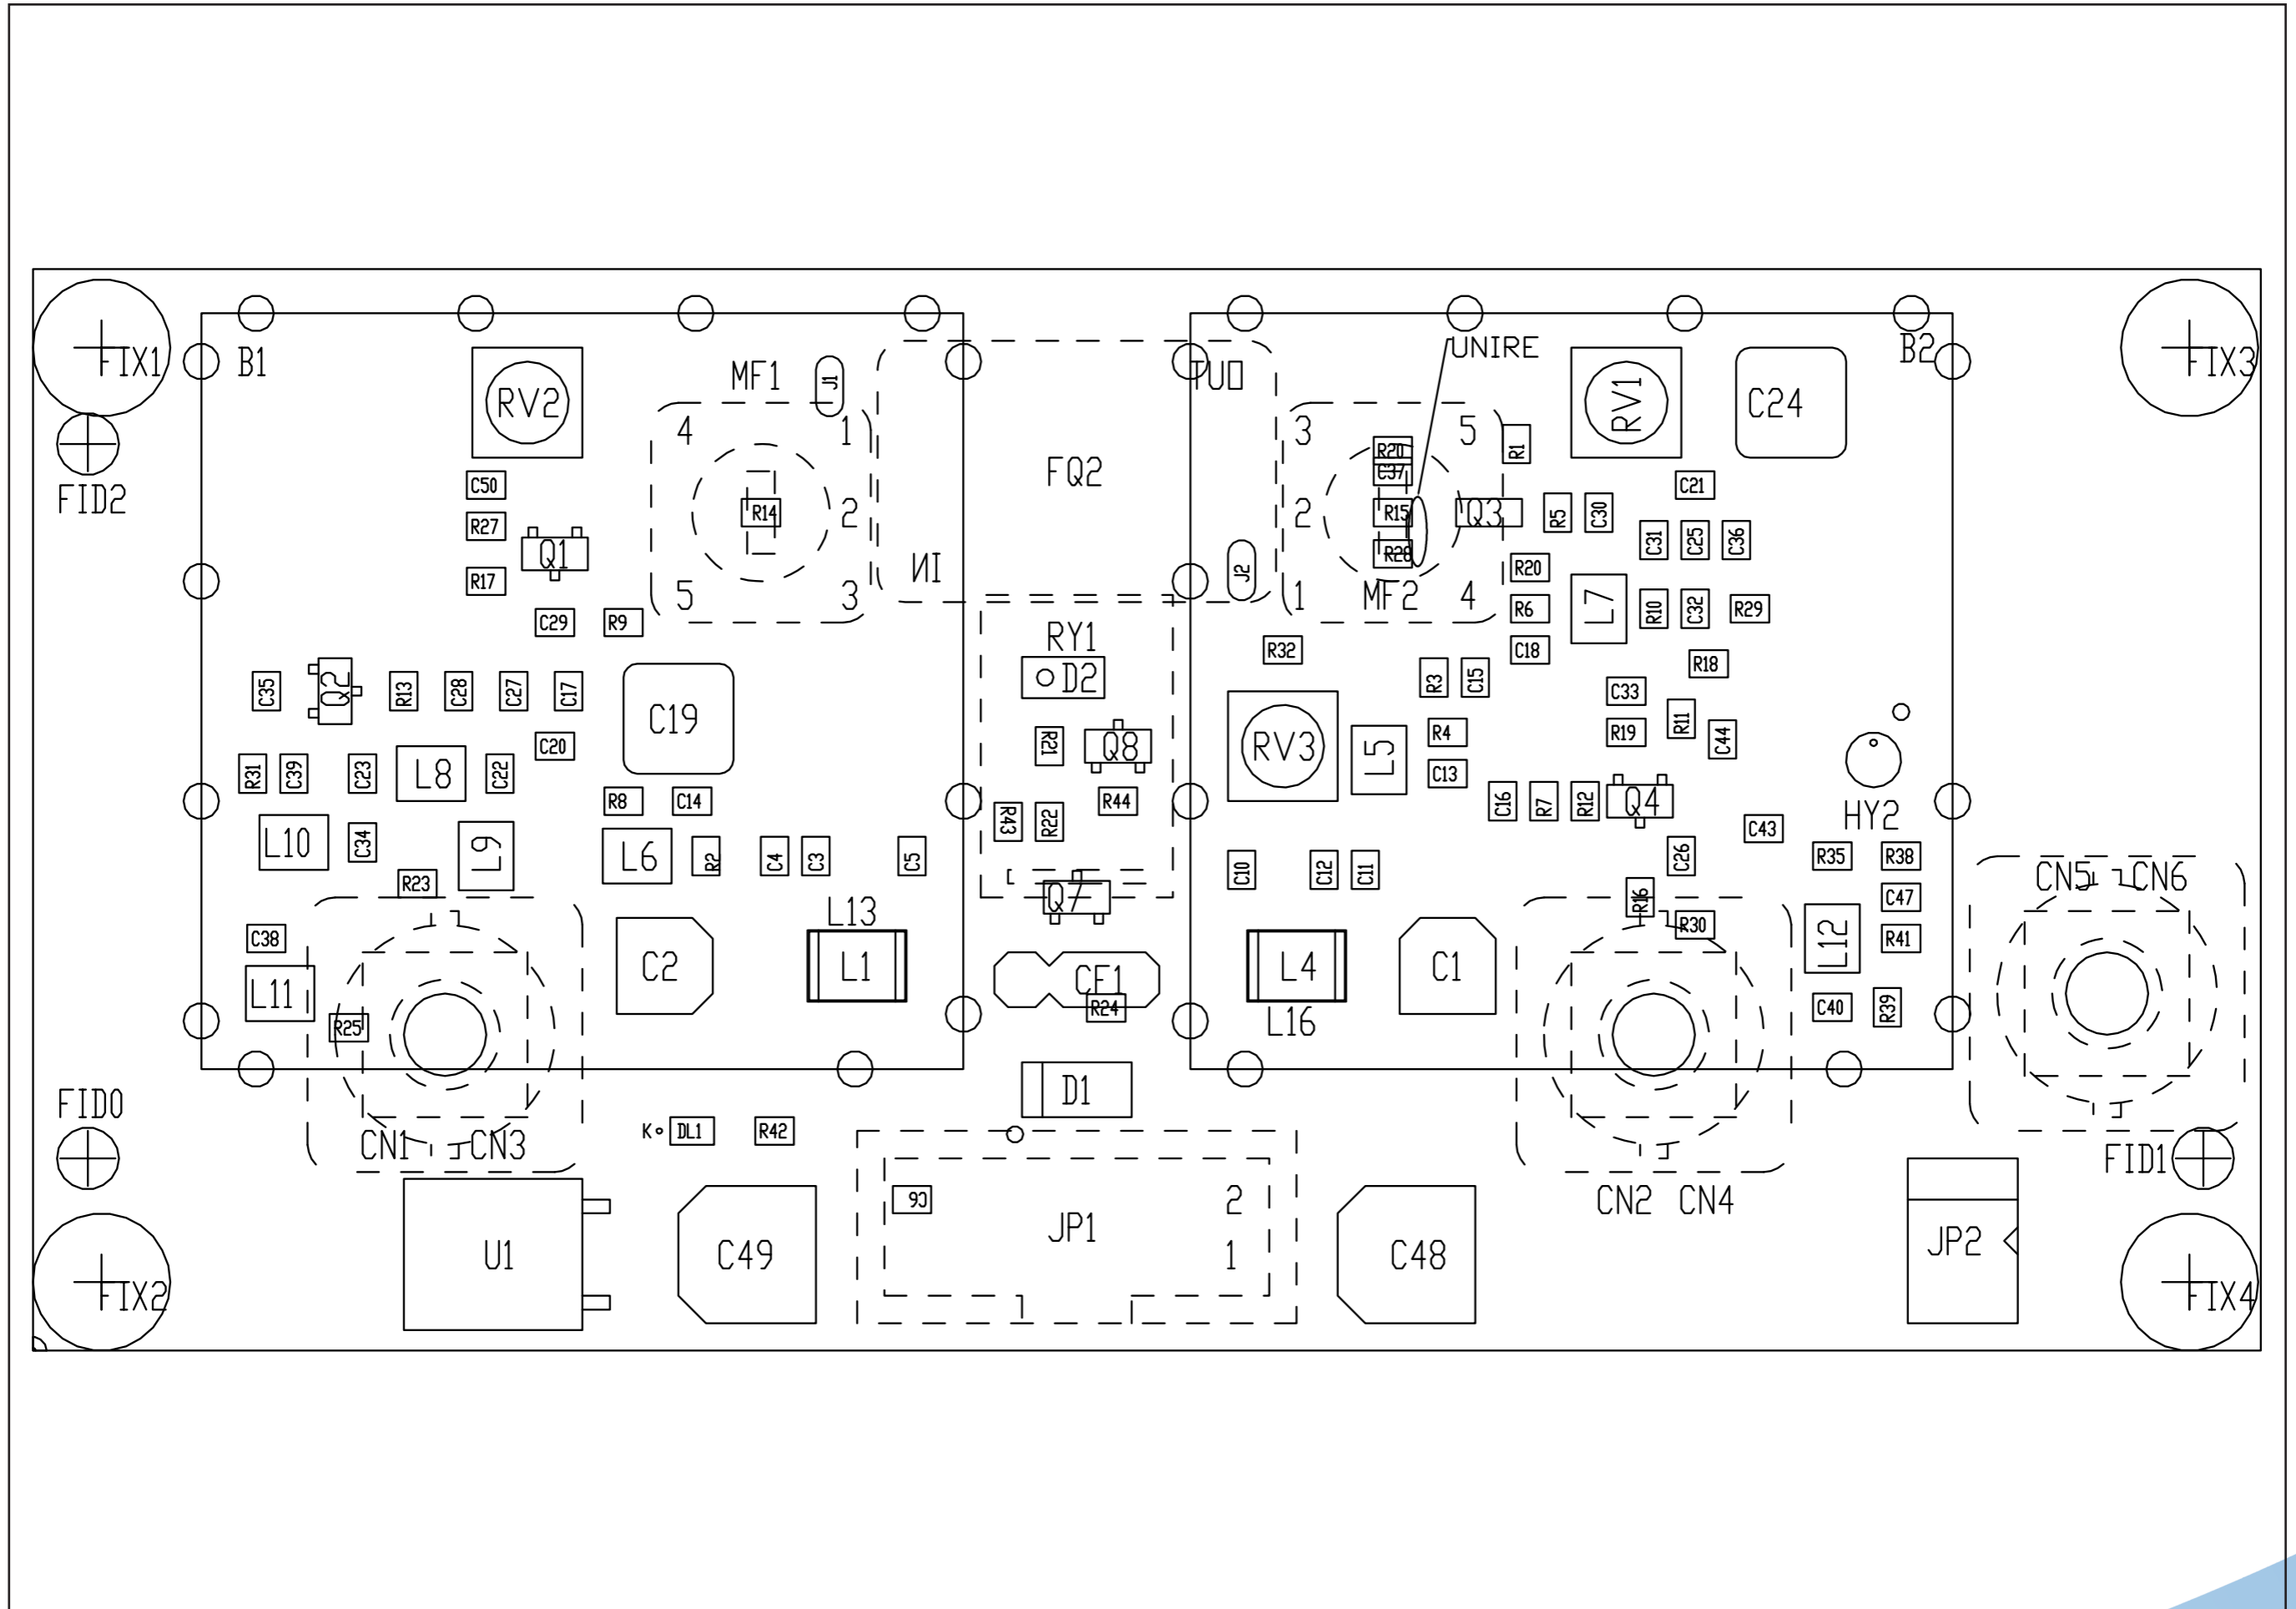 UNIRE
FIX1
B1
RV2
MF1
J1
TUO
RV1
C24
B2
FIX3
4
1
3
5
R20
R1
C37
FID2
C50
FQ2
C21
R27
R14
2
2
R15
Q3
R5
C30
Q1
C31
C25
C36
R17
IN
J2
R28
R20
5
3
1
MF2
4
R6
L7
R10
C32
R29
C29
R9
RY1
R32
C18
C35
Q2
R13
C28
C27
C17
D2
R3
C15
R18
C33
C19
R21
Q8
RV3
L5
R4
R19
R11
C44
C20
R31
C39
C23
L8
C22
C13
R8
C14
R44
C16
R7
R12
Q4
HY2
L10
C34
L9
L6
R2
C4
C3
C5
R43
R22
C10
C12
C11
C26
C43
R35
R38
R23
Q7
R16
CN5
CN6
C47
L13
R30
L12
R41
C38
C2
L1
CF1
L4
C1
L11
R24
C40
R39
R25
L16
FID0
D1
CN1
CN3
K
DL1
R42
FID1
C6
2
CN2
CN4
U1
C49
JP1
1
C48
JP2
FIX2
FIX4